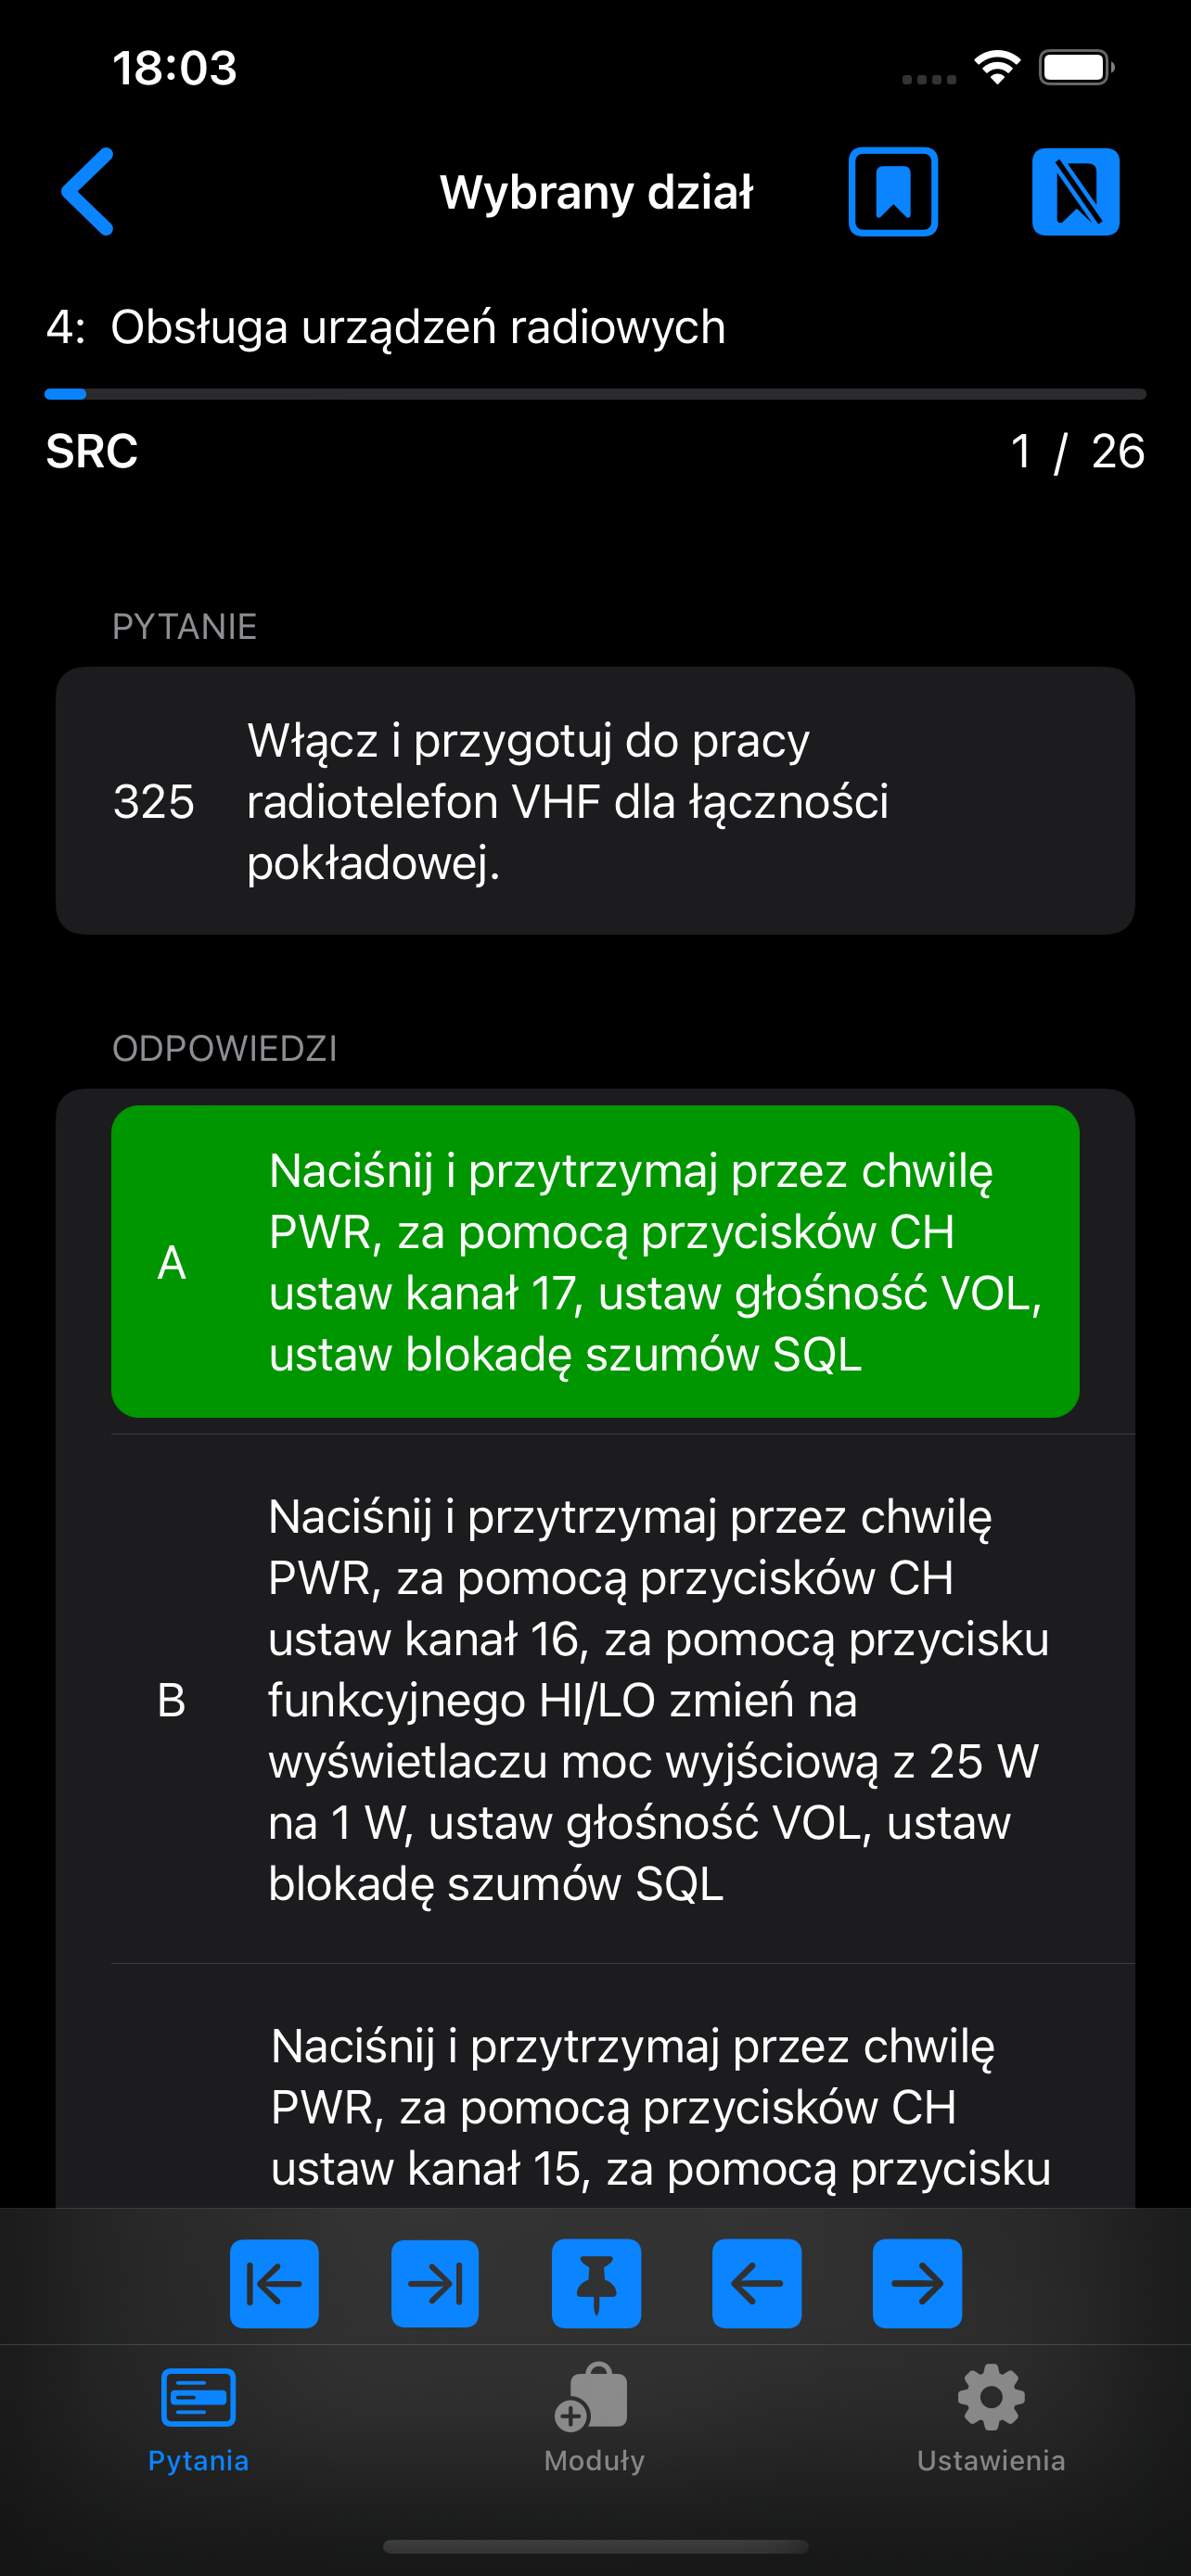 18:03
Wybrany dział
4: Obsługa urządzeń radiowych
SRC
1 / 26
PYTANIE
325
Włącz i przygotuj do pracy
radiotelefon VHF dla łączności
pokładowej.
ODPOWIEDZI
A
Naciśnij i przytrzymaj przez chwilę
PWR, za pomocą przycisków CH
ustaw kanał 17, ustaw głośność VOL,
ustaw blokadę szumów SQL
B
Naciśnij i przytrzymaj przez chwilę
PWR, za pomocą przycisków CH
ustaw kanał 16, za pomocą przycisku
funkcyjnego HI/LO zmień na
wyświetlaczu moc wyjściową z 25 W
na 1 W, ustaw głośność VOL, ustaw
blokadę szumów SQL
Naciśnij i przytrzymaj przez chwilę
PWR, za pomocą przycisków CH
ustaw kanał 15, za pomocą przycisku
Pytania
Moduły
Ustawienia